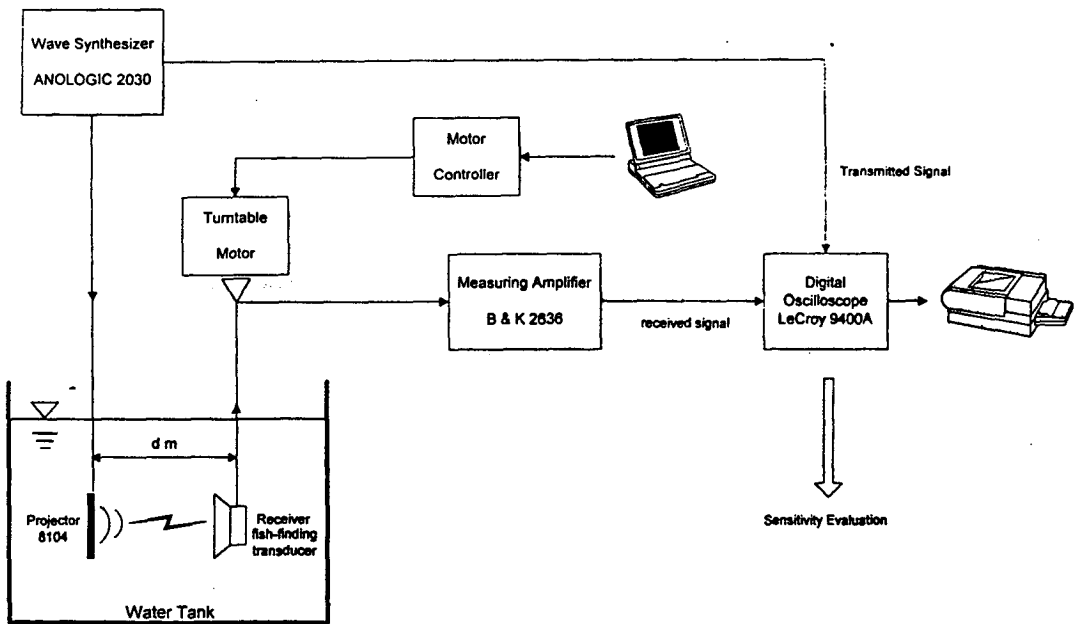 Wave Synthesizer
ANOLOGIC 2030
Motor
Controller
Transmitted Signal
Turntable
Motor
Measuring Amplifier
B & K 2636
received signal
Digital
Oscilloscope
LeCroy 9400A
d m
Projector
8104
Receiver
fish-finding
transducer
Sensitivity Evaluation
Water Tank